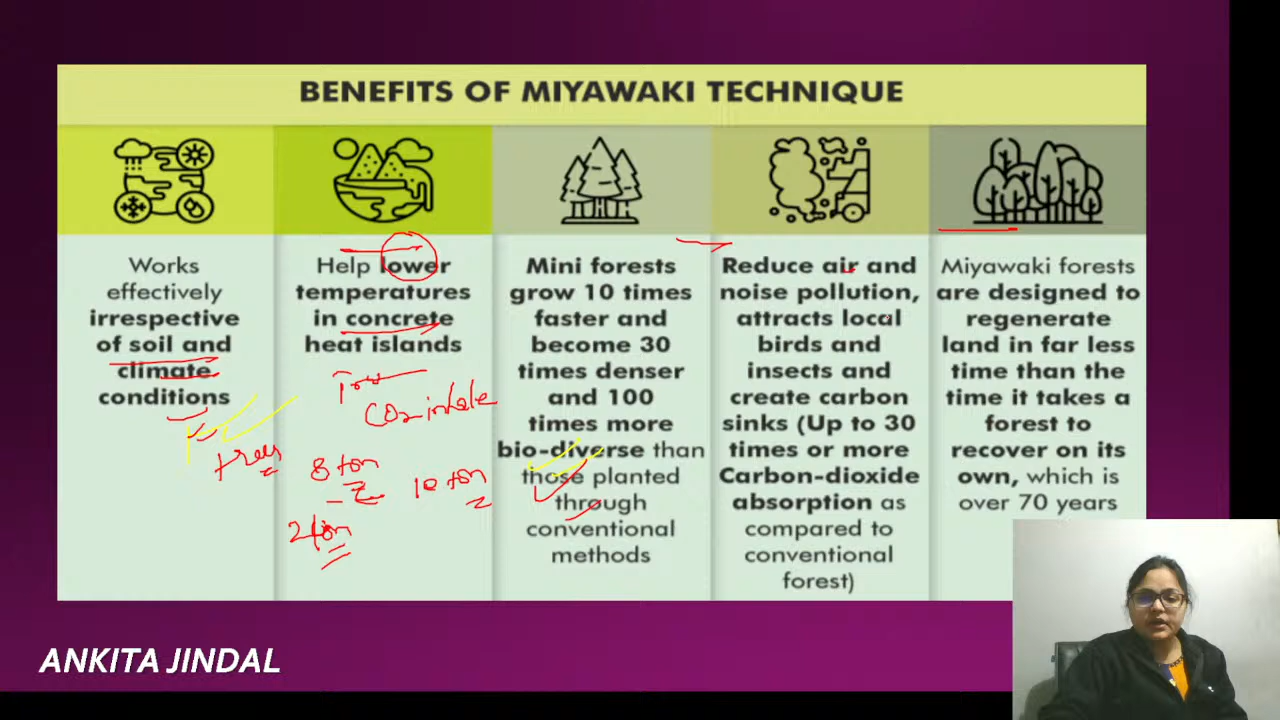 BENEFITS OF MIYAWAKI TECHNIQUE
Works
effectively
irrespective
of soil and
climate
conditions
Help lower
temperatures
in concrete
heat islands
Mini forests
grow 10 times
faster and
become 30
times denser
and 100
times more
bio-diverse than
those planted
through
conventional
methods
Reduce air and
noise pollution,
attracts local
birds and
insects and
create carbon
sinks (Up to 30
times or more
Carbon-dioxide
absorption as
compared to
conventional
forest)
Miyawaki forests
are designed to
regenerate
land in far less
time than the
time it takes a
forest to
recover on its
own, which is
over 70 years
trees
CO2 inhale
8 ton
10 ton
2 ton
ANKITA JINDAL